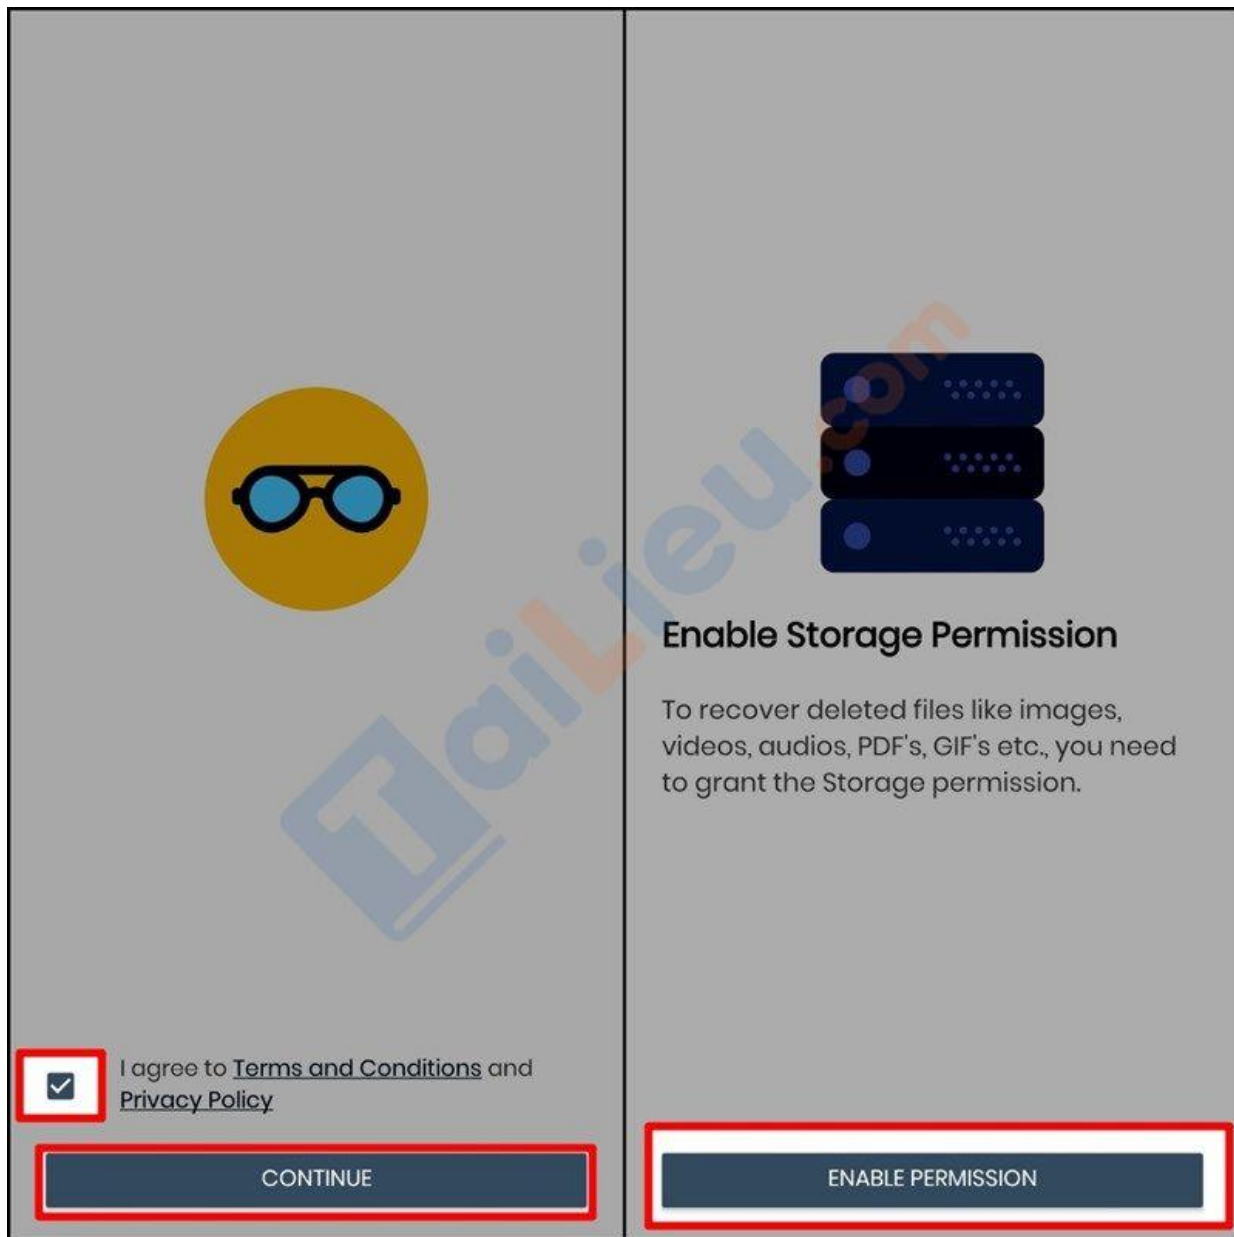 I agree to Terms and Conditions and
Privacy Policy
CONTINUE
Enable Storage Permission
To recover deleted files like images,
videos, audios, PDF's, GIF's etc., you need
to grant the Storage permission.
ENABLE PERMISSION
TaiLieu.com